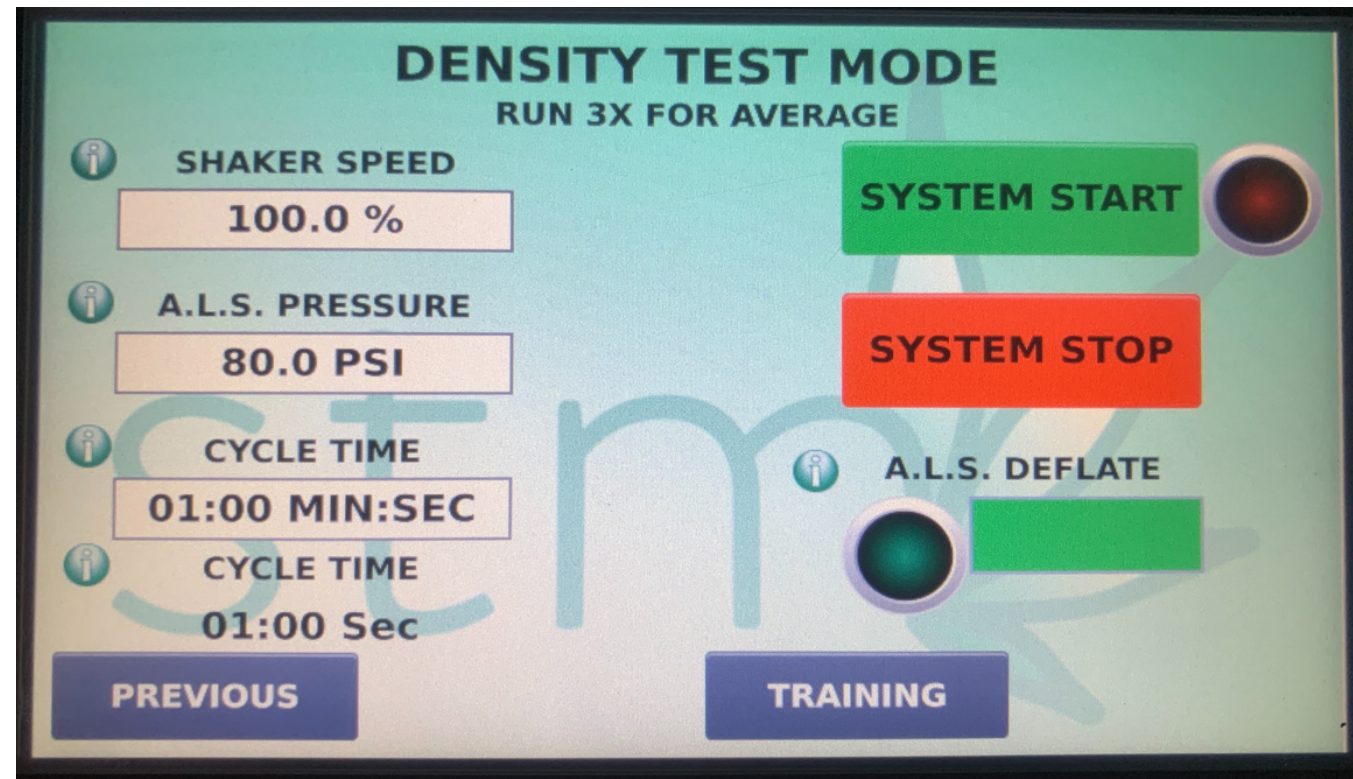 DENSITY TEST MODE
RUN 3X FOR AVERAGE
SHAKER SPEED
100.0 %
A.L.S. PRESSURE
80.0 PSI
CYCLE TIME
01:00 MIN:SEC
CYCLE TIME
01:00 Sec
PREVIOUS
SYSTEM START
SYSTEM STOP
A.L.S. DEFLATE
TRAINING
stm